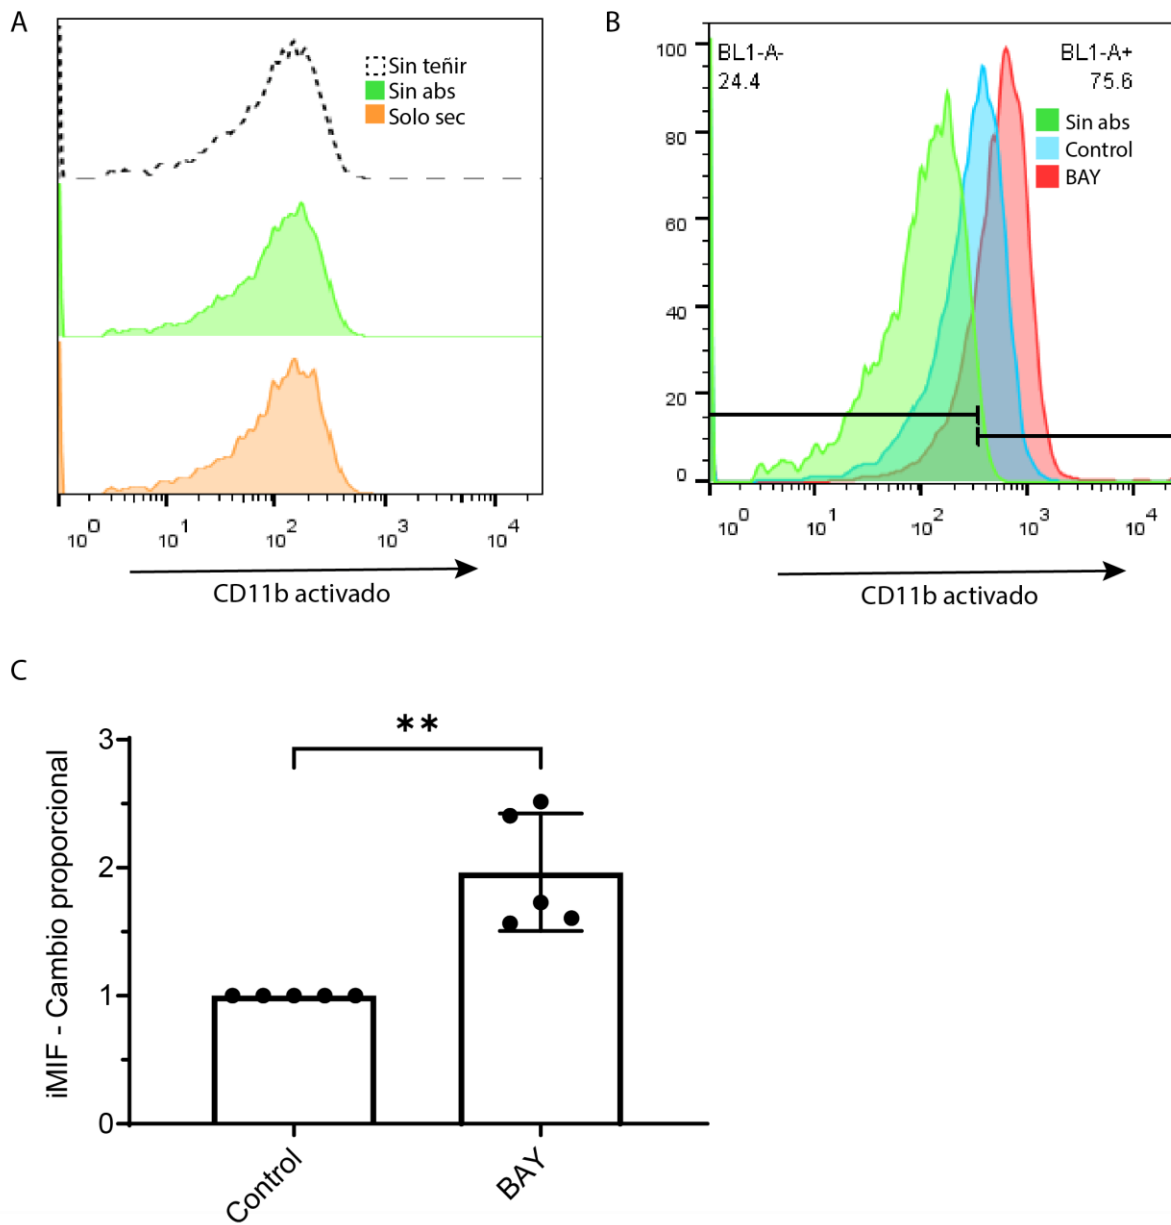 A
Sin teñir
Sin abs
Solo sec
10^0 10^1 10^2 10^3 10^4
CD11b activado
B
BL1-A-
24.4
BL1-A+
75.6
Sin abs
Control
BAY
100
80
60
40
20
0
10^0 10^1 10^2 10^3 10^4
CD11b activado
C
iMIF - Cambio proporcional
**
3
2
1
0
Control
BAY